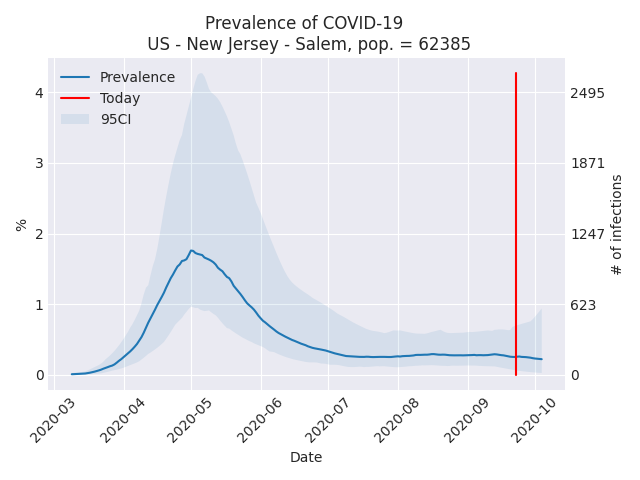 Prevalence of COVID-19
US - New Jersey - Salem, pop. = 62385
Prevalence
Today
95CI
4
3
2
1
0
%
2495
1871
1247
623
0
# of infections
2020-03
2020-04
2020-05
2020-06
2020-07
2020-08
2020-09
2020-10
Date